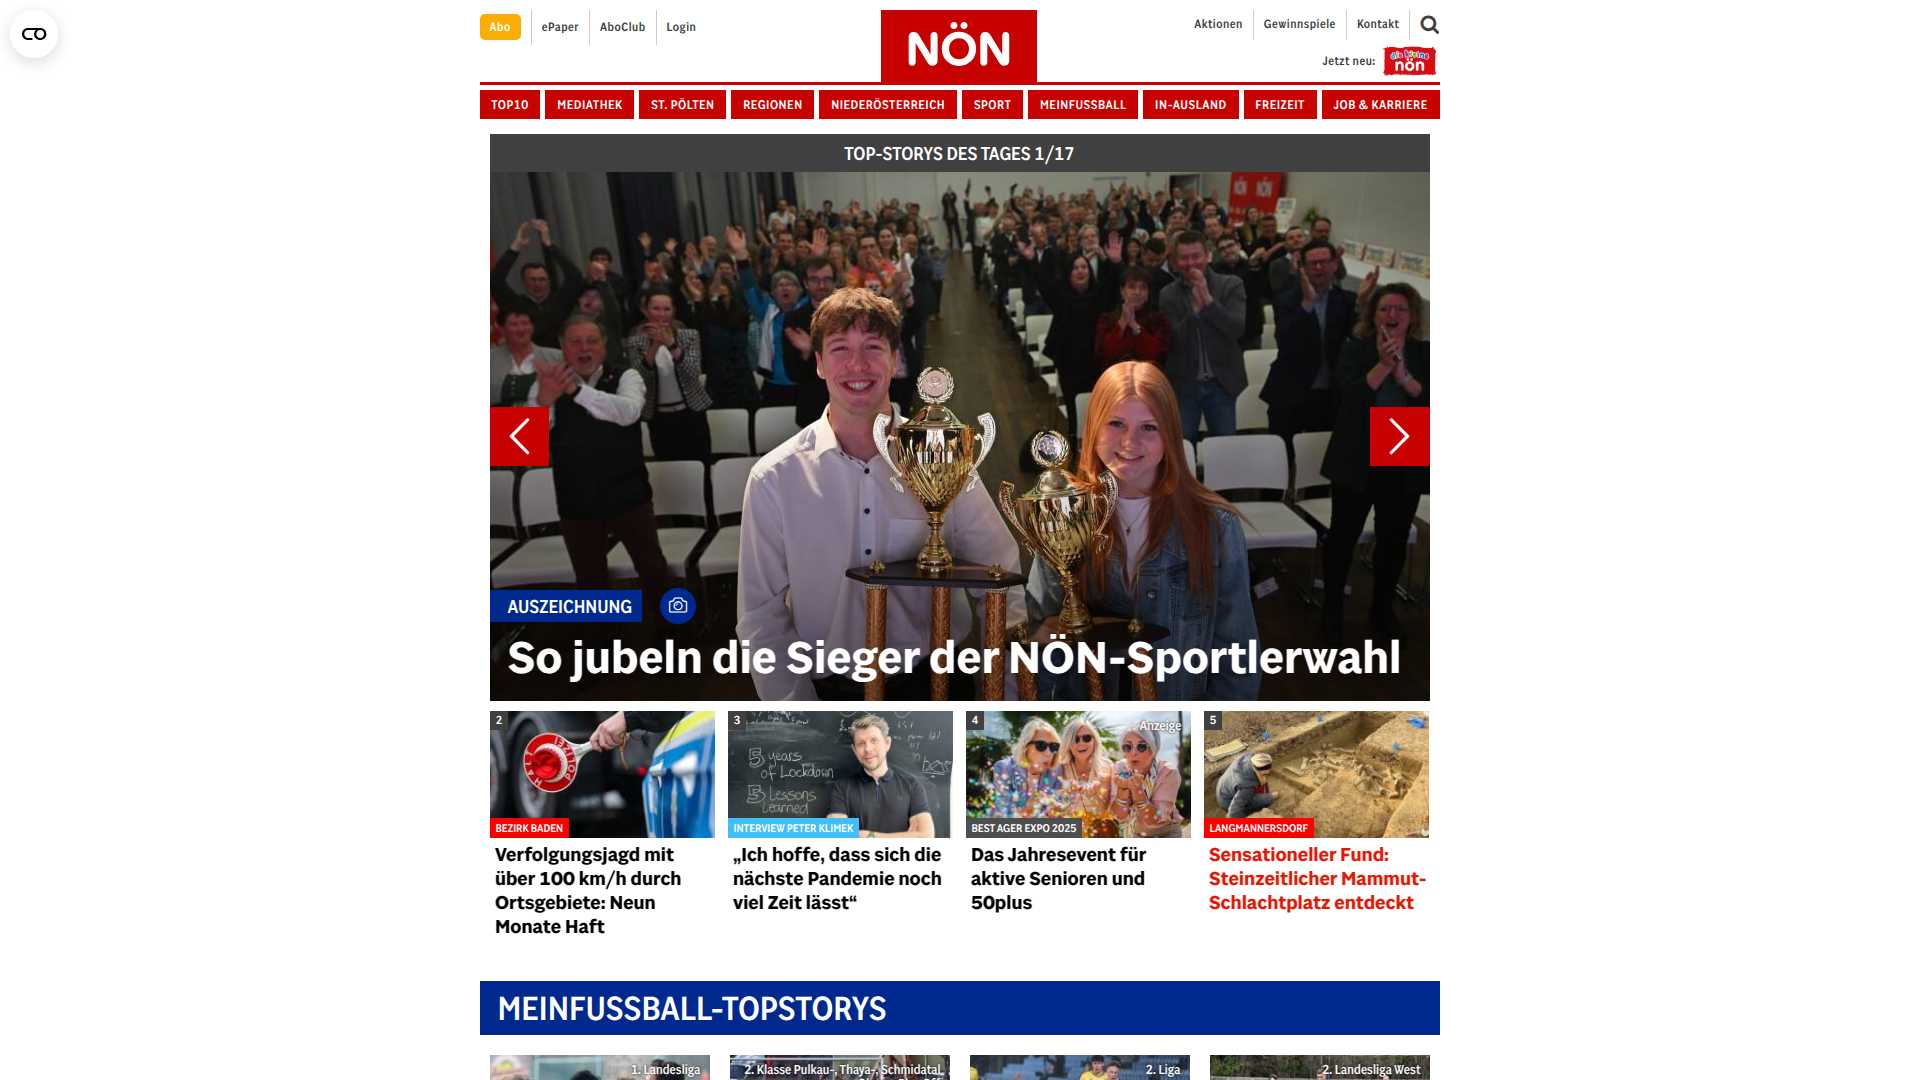 Abo
ePaper
AboClub
Login
NÖN
Aktionen
Gewinnspiele
Kontakt
Jetzt neu:
die kleine
nön
TOP10
MEDIATHEK
ST. PÖLTEN
REGIONEN
NIEDERÖSTERREICH
SPORT
MEINFUSSBALL
IN-AUSLAND
FREIZEIT
JOB & KARRIERE
TOP-STORYS DES TAGES 1/17
NÖN NÖN
AUSZEICHNUNG
So jubeln die Sieger der NÖN-Sportlerwahl
2
HALT POLIZEI
BEZIRK BADEN
Verfolgungsjagd mit
über 100 km/h durch
Ortsgebiete: Neun
Monate Haft
3
5 years
of Lockdown
5 Lessons
Learned
INTERVIEW PETER KLIMEK
„Ich hoffe, dass sich die
nächste Pandemie noch
viel Zeit lässt“
4
Anzeige
BEST AGER EXPO 2025
Das Jahresevent für
aktive Senioren und
50plus
5
LANGMANNERSDORF
Sensationeller Fund:
Steinzeitlicher Mammut-
Schlachtplatz entdeckt
MEINFUSSBALL-TOPSTORYS
1. Landesliga
2. Klasse Pulkau-, Thaya-, Schmidatal,
2. Liga
2. Landesliga West